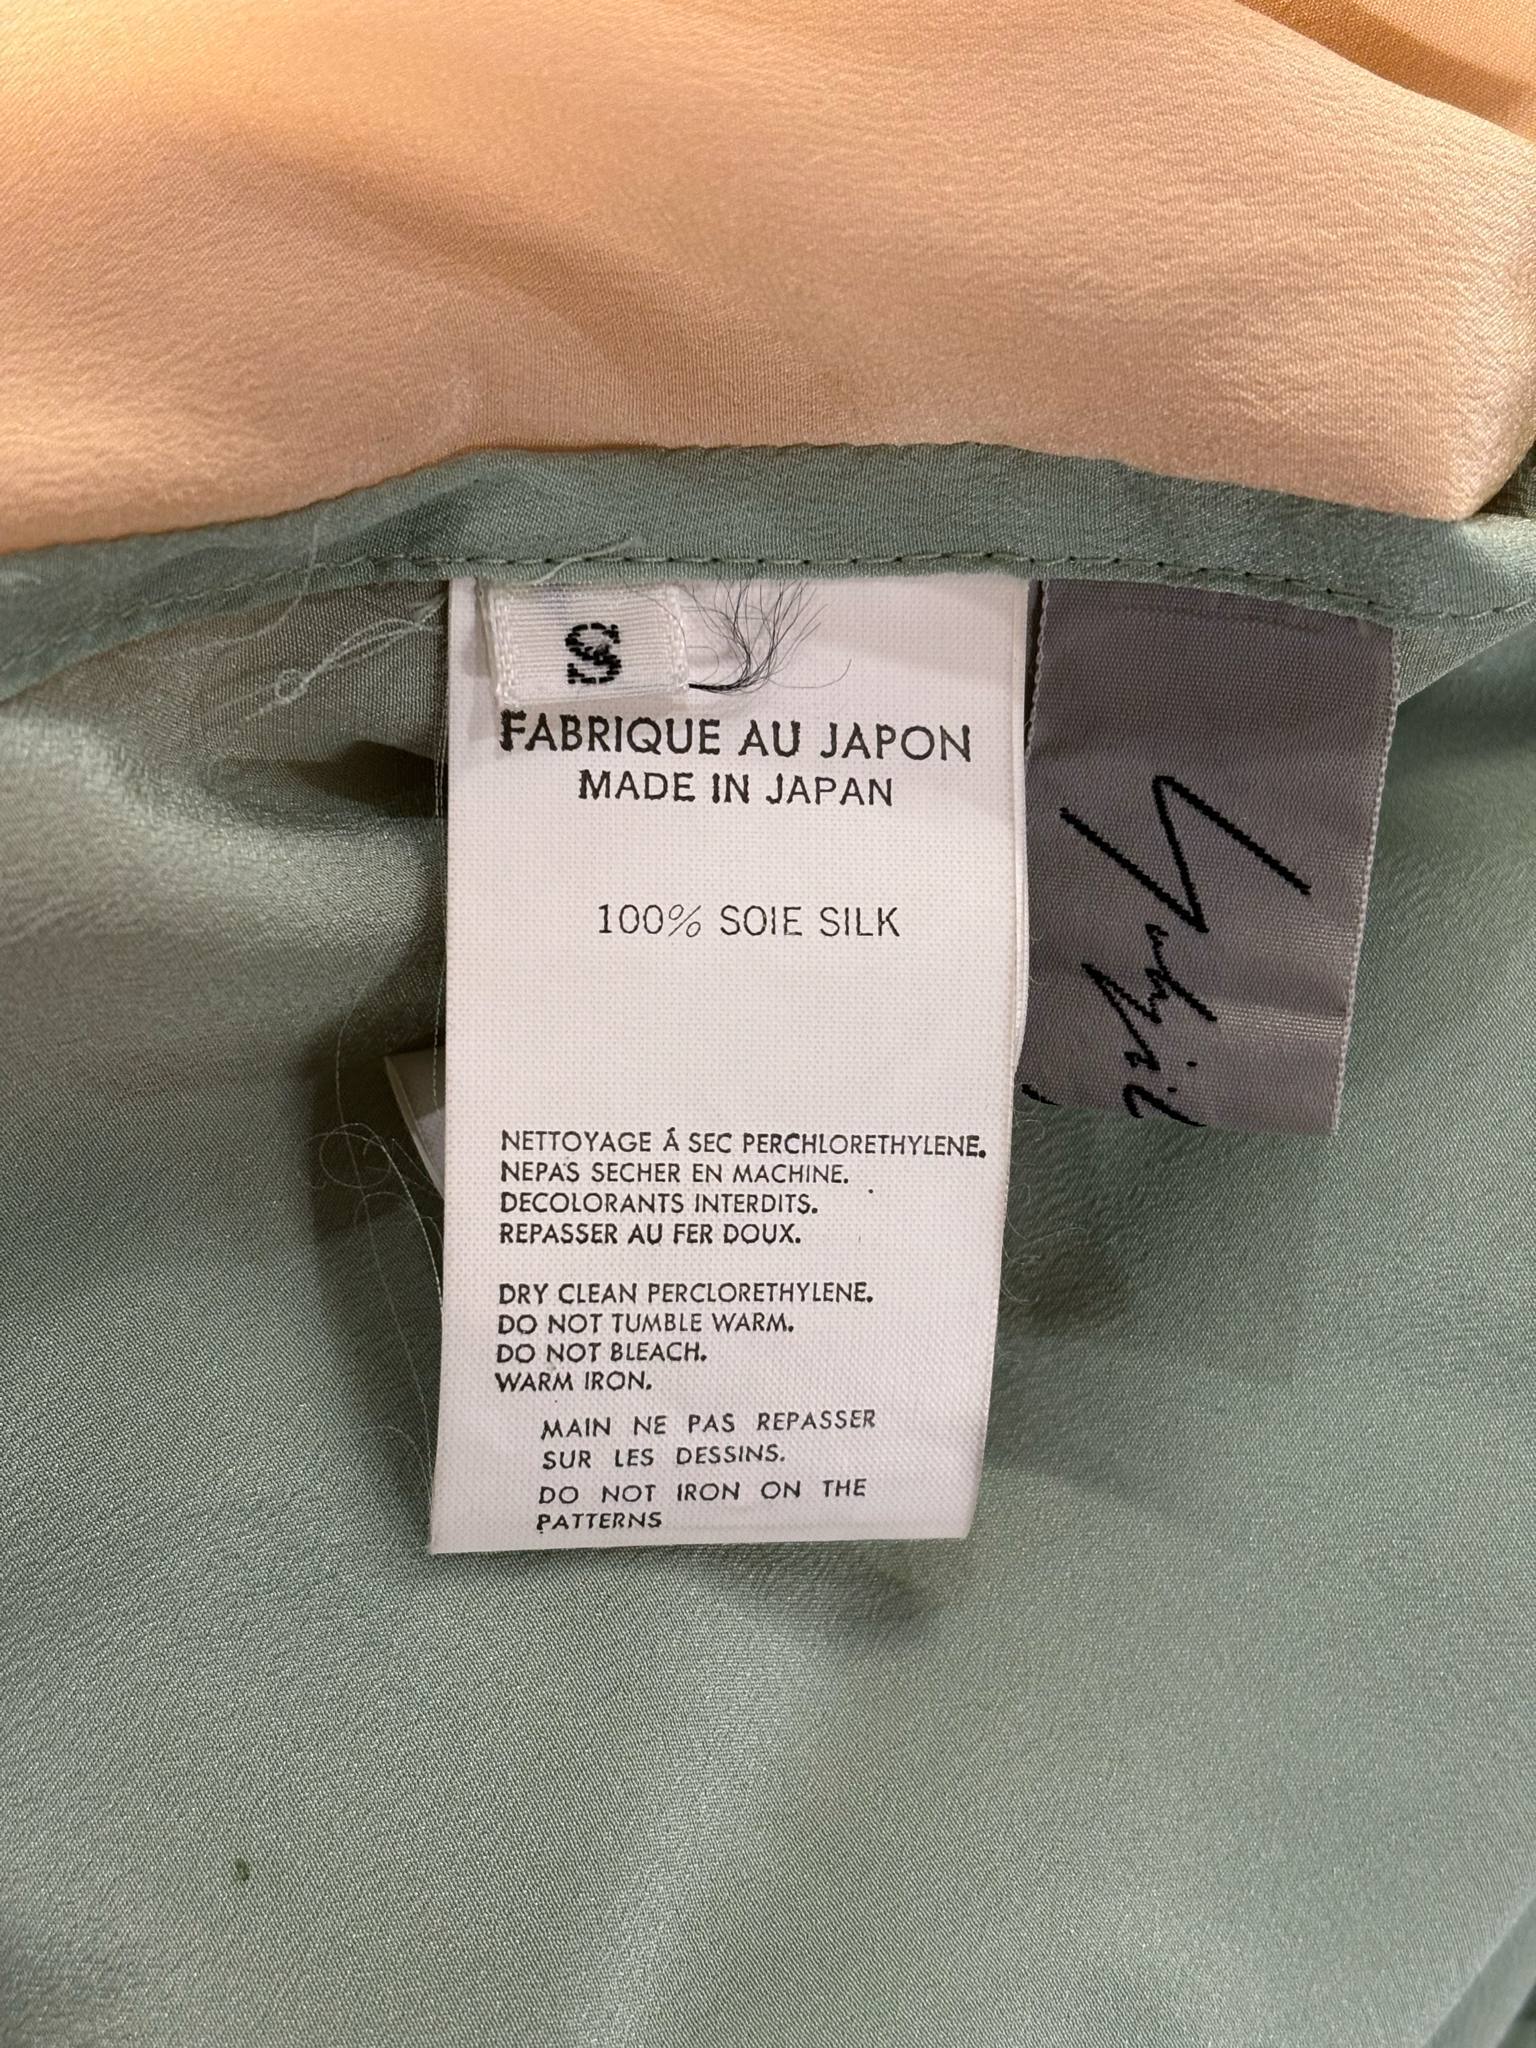 S
FABRIQUE AU JAPON
MADE IN JAPAN
100% SOIE SILK
NETTOYAGE Á SEC PERCHLORETHYLENE.
NEPAS SECHER EN MACHINE.
DECOLORANTS INTERDITS.
REPASSER AU FER DOUX.
DRY CLEAN PERCLORETHYLENE.
DO NOT TUMBLE WARM.
DO NOT BLEACH.
WARM IRON.
MAIN NE PAS REPASSER
SUR LES DESSINS.
DO NOT IRON ON THE
PATTERNS